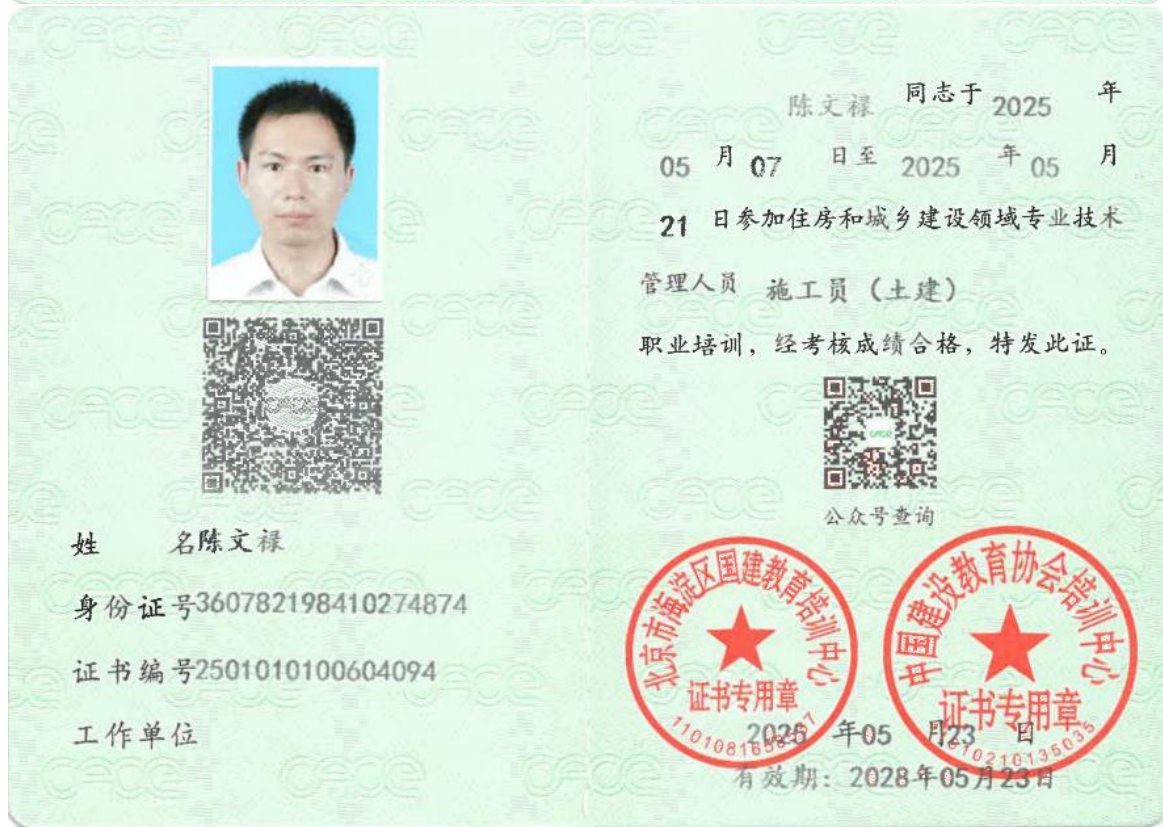 姓 名陈文禄
身份证号360782198410274874
证书编号2501010100604094
工作单位
陈文禄 同志于 2025 年
05 月 07 日至 2025 年 05 月
21 日参加住房和城乡建设领域专业技术
管理人员 施工员（土建）
职业培训，经考核成绩合格，特发此证。
cece
公众号查询
北京市海淀区国建教育培训中心
证书专用章
中国建设教育协会培训中心
证书专用章
2025 年05 月23 日
有效期：2028年05月23日